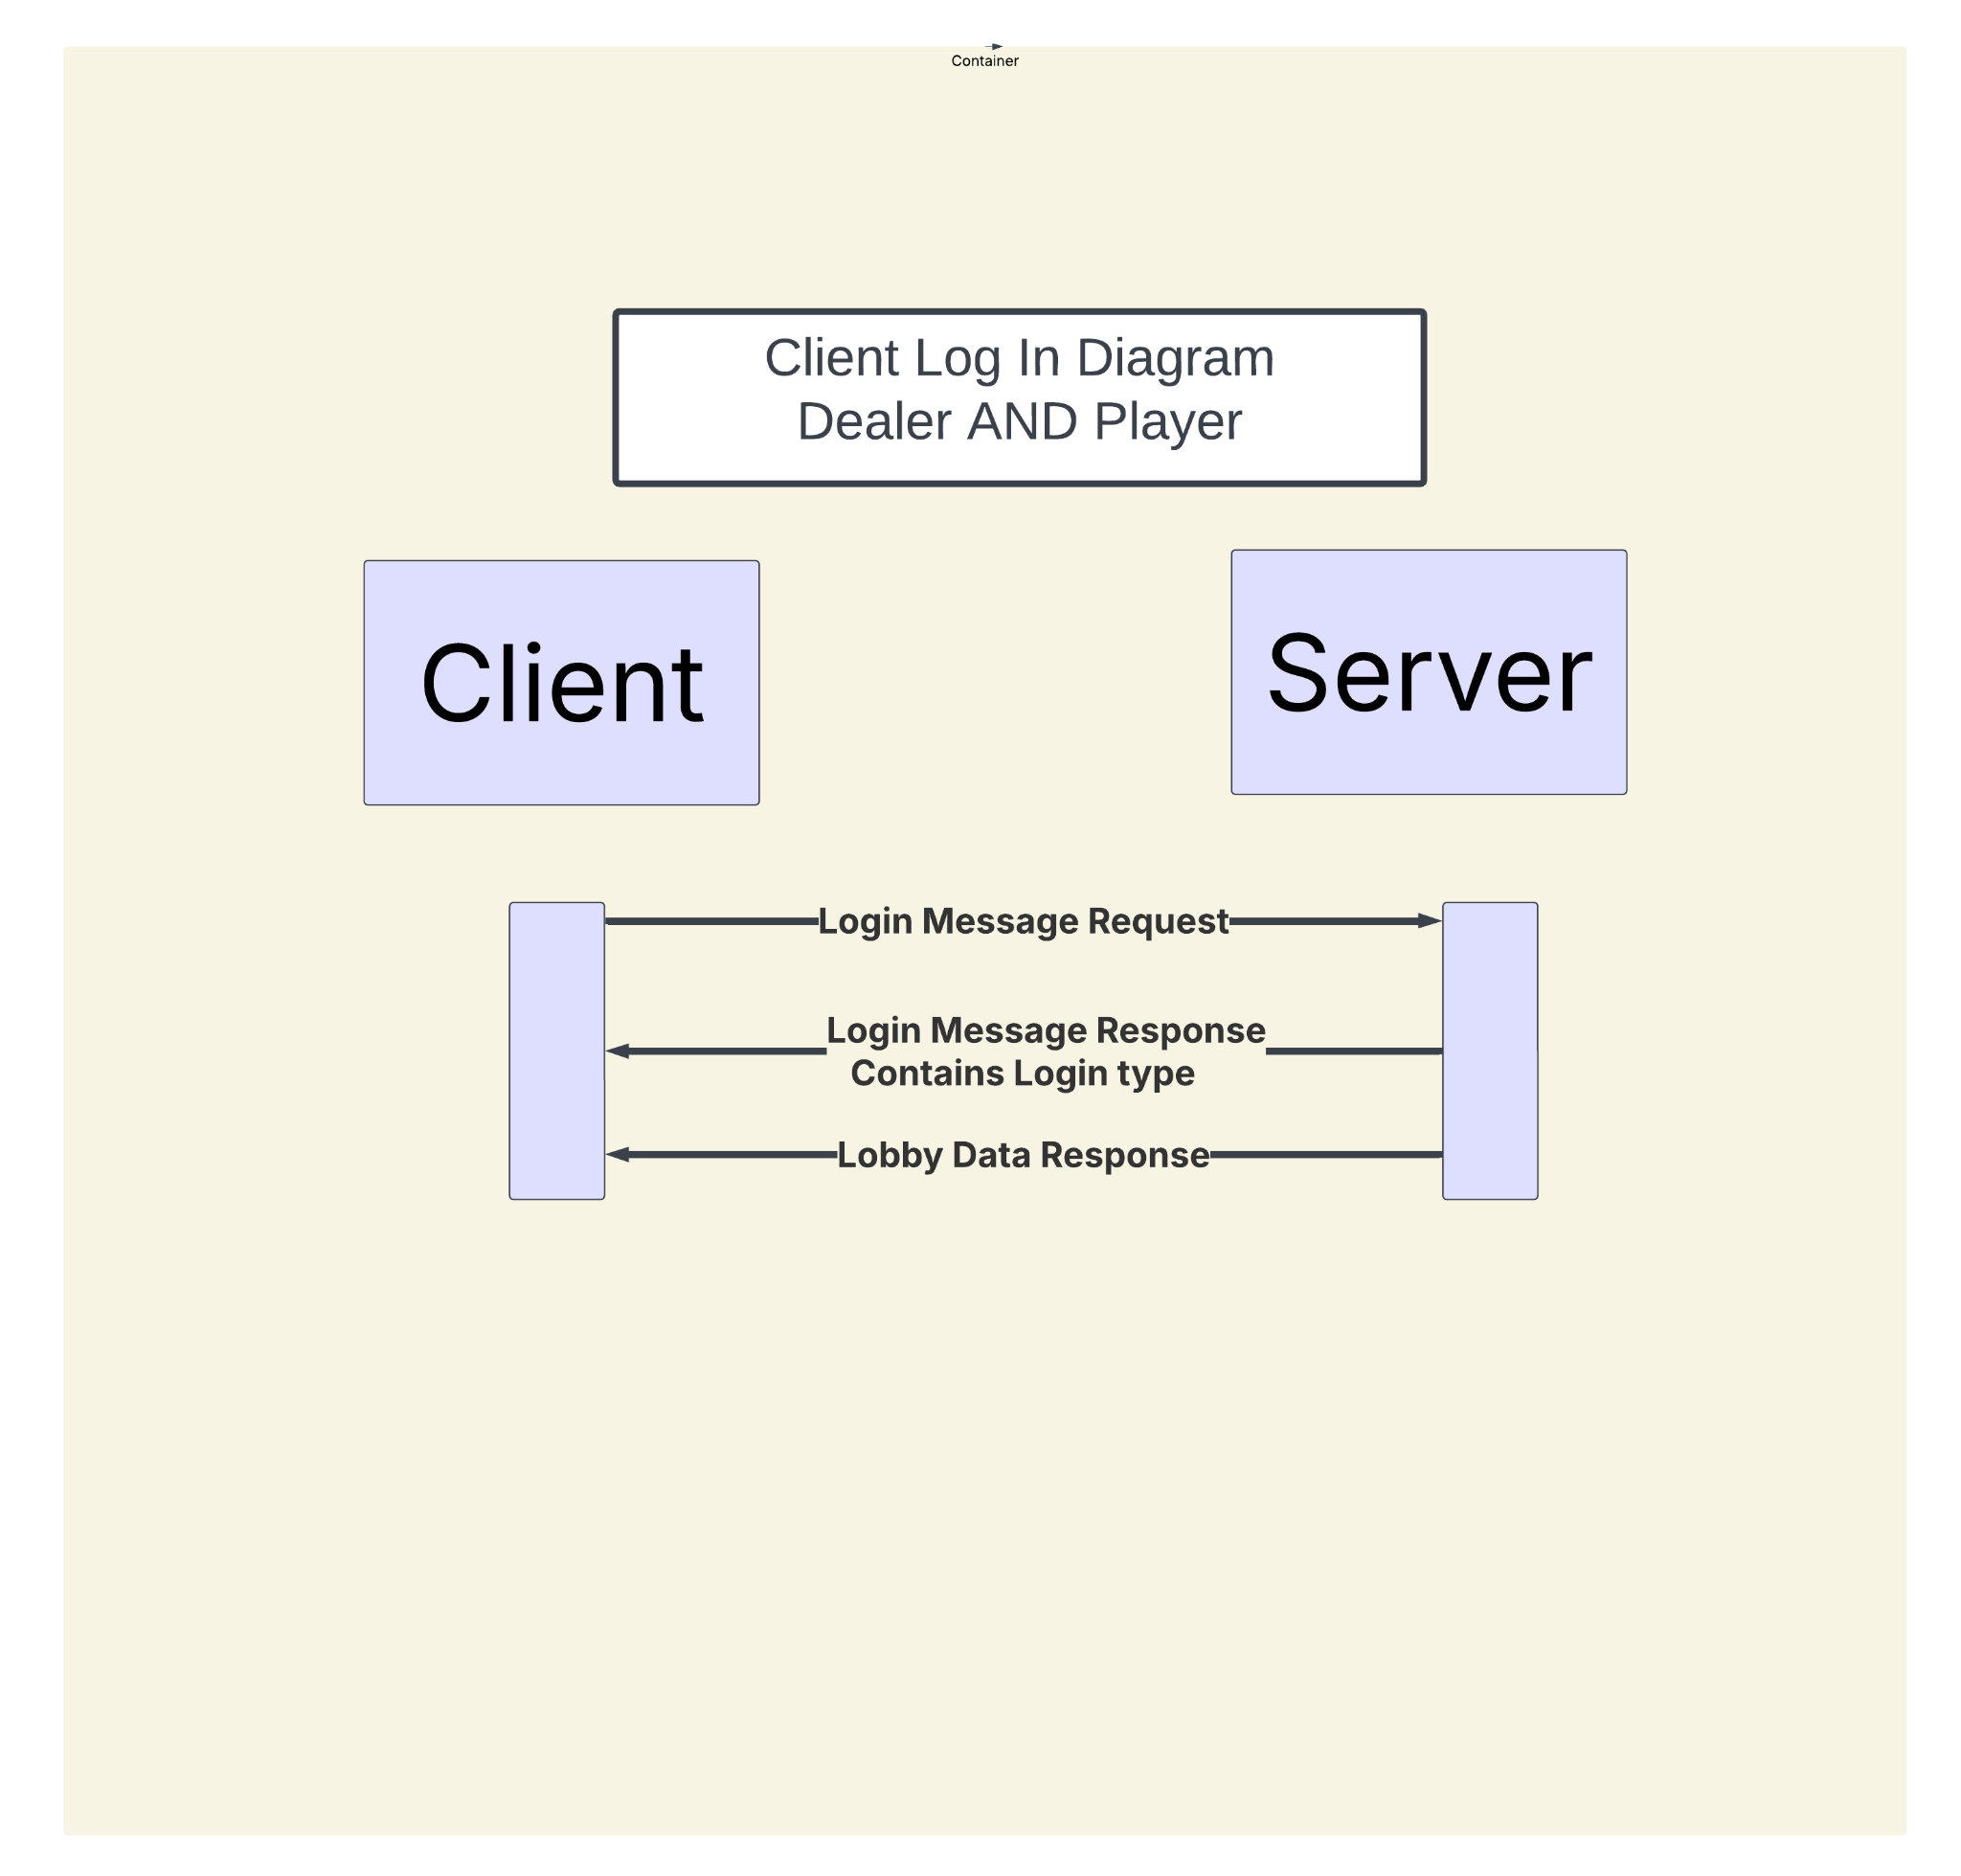 Container
Client Log In Diagram
Dealer AND Player
Client
Server
Login Message Request
Login Message Response
Contains Login type
Lobby Data Response